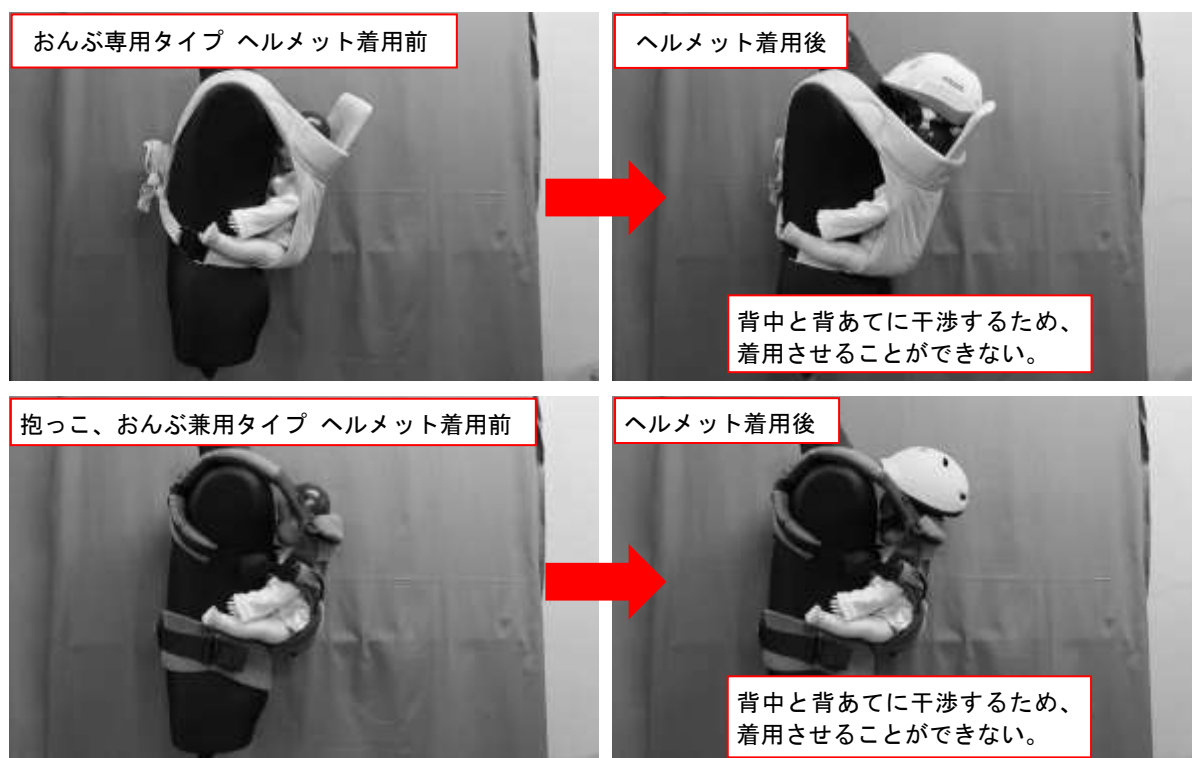 おんぶ専用タイプ ヘルメット着用前
ヘルメット着用後
背中と背あてに干渉するため、
着用させることができない。
抱っこ、おんぶ兼用タイプ ヘルメット着用前
ヘルメット着用後
背中と背あてに干渉するため、
着用させることができない。